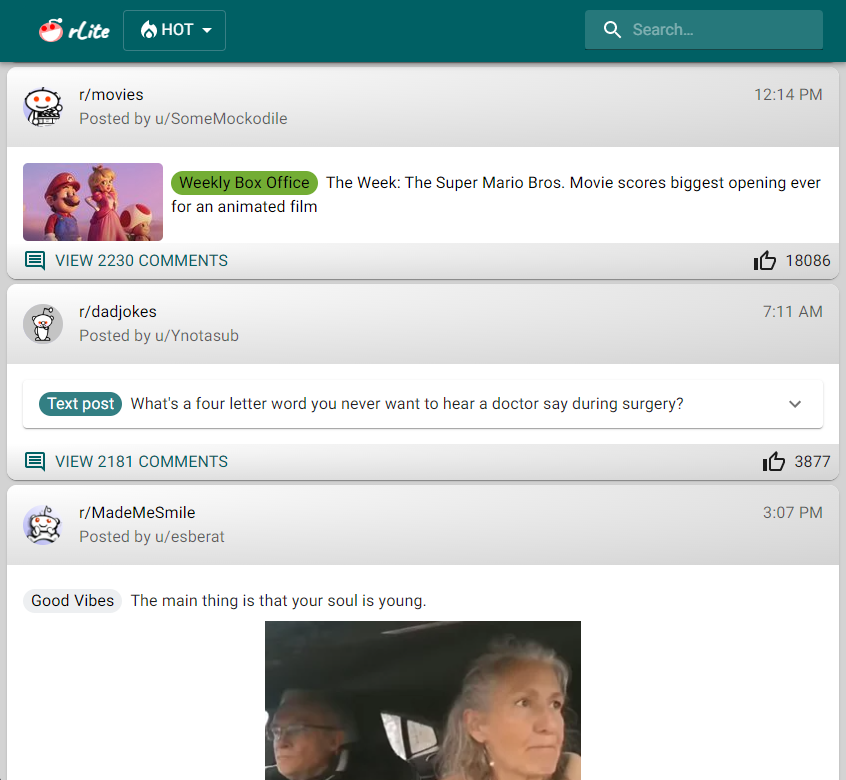 rLite
HOT
Search...
r/movies
12:14 PM
Posted by u/SomeMockodile
Weekly Box Office The Week: The Super Mario Bros. Movie scores biggest opening ever
for an animated film
VIEW 2230 COMMENTS
18086
r/dadjokes
7:11 AM
Posted by u/Ynotasub
Text post What's a four letter word you never want to hear a doctor say during surgery?
VIEW 2181 COMMENTS
3877
r/MadeMeSmile
3:07 PM
Posted by u/esberat
Good Vibes The main thing is that your soul is young.